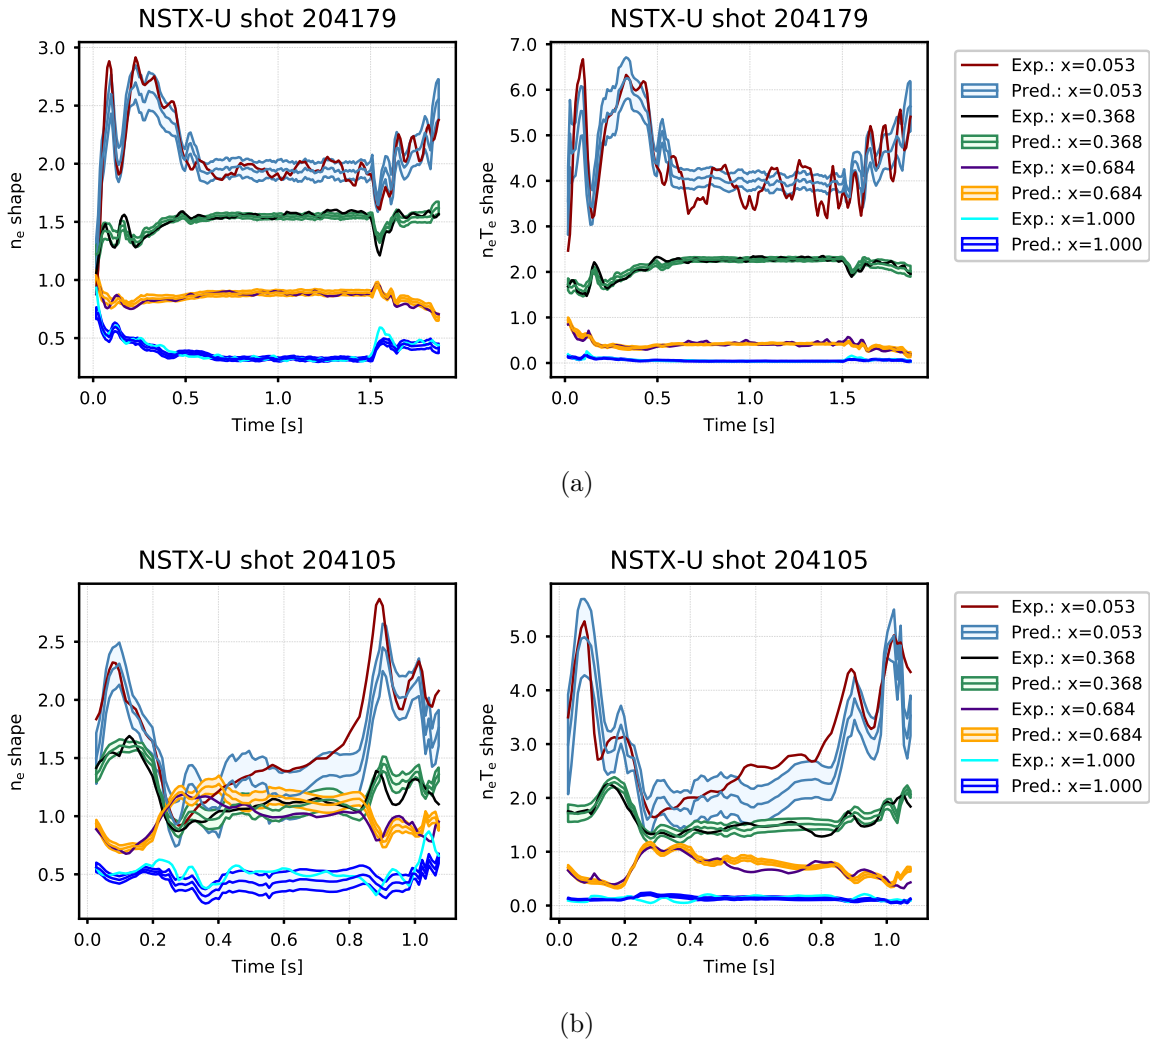 NSTX-U shot 204179
3.0
2.5
2.0
1.5
1.0
0.5
nₑ shape
0.0 0.5 1.0 1.5
Time [s]
NSTX-U shot 204179
7.0
6.0
5.0
4.0
3.0
2.0
1.0
0.0
nₑTₑ shape
0.0 0.5 1.0 1.5
Time [s]
Exp.: x=0.053
Pred.: x=0.053
Exp.: x=0.368
Pred.: x=0.368
Exp.: x=0.684
Pred.: x=0.684
Exp.: x=1.000
Pred.: x=1.000
(a)
NSTX-U shot 204105
2.5
2.0
1.5
1.0
0.5
nₑ shape
0.0 0.2 0.4 0.6 0.8 1.0
Time [s]
NSTX-U shot 204105
5.0
4.0
3.0
2.0
1.0
0.0
nₑTₑ shape
0.0 0.2 0.4 0.6 0.8 1.0
Time [s]
Exp.: x=0.053
Pred.: x=0.053
Exp.: x=0.368
Pred.: x=0.368
Exp.: x=0.684
Pred.: x=0.684
Exp.: x=1.000
Pred.: x=1.000
(b)